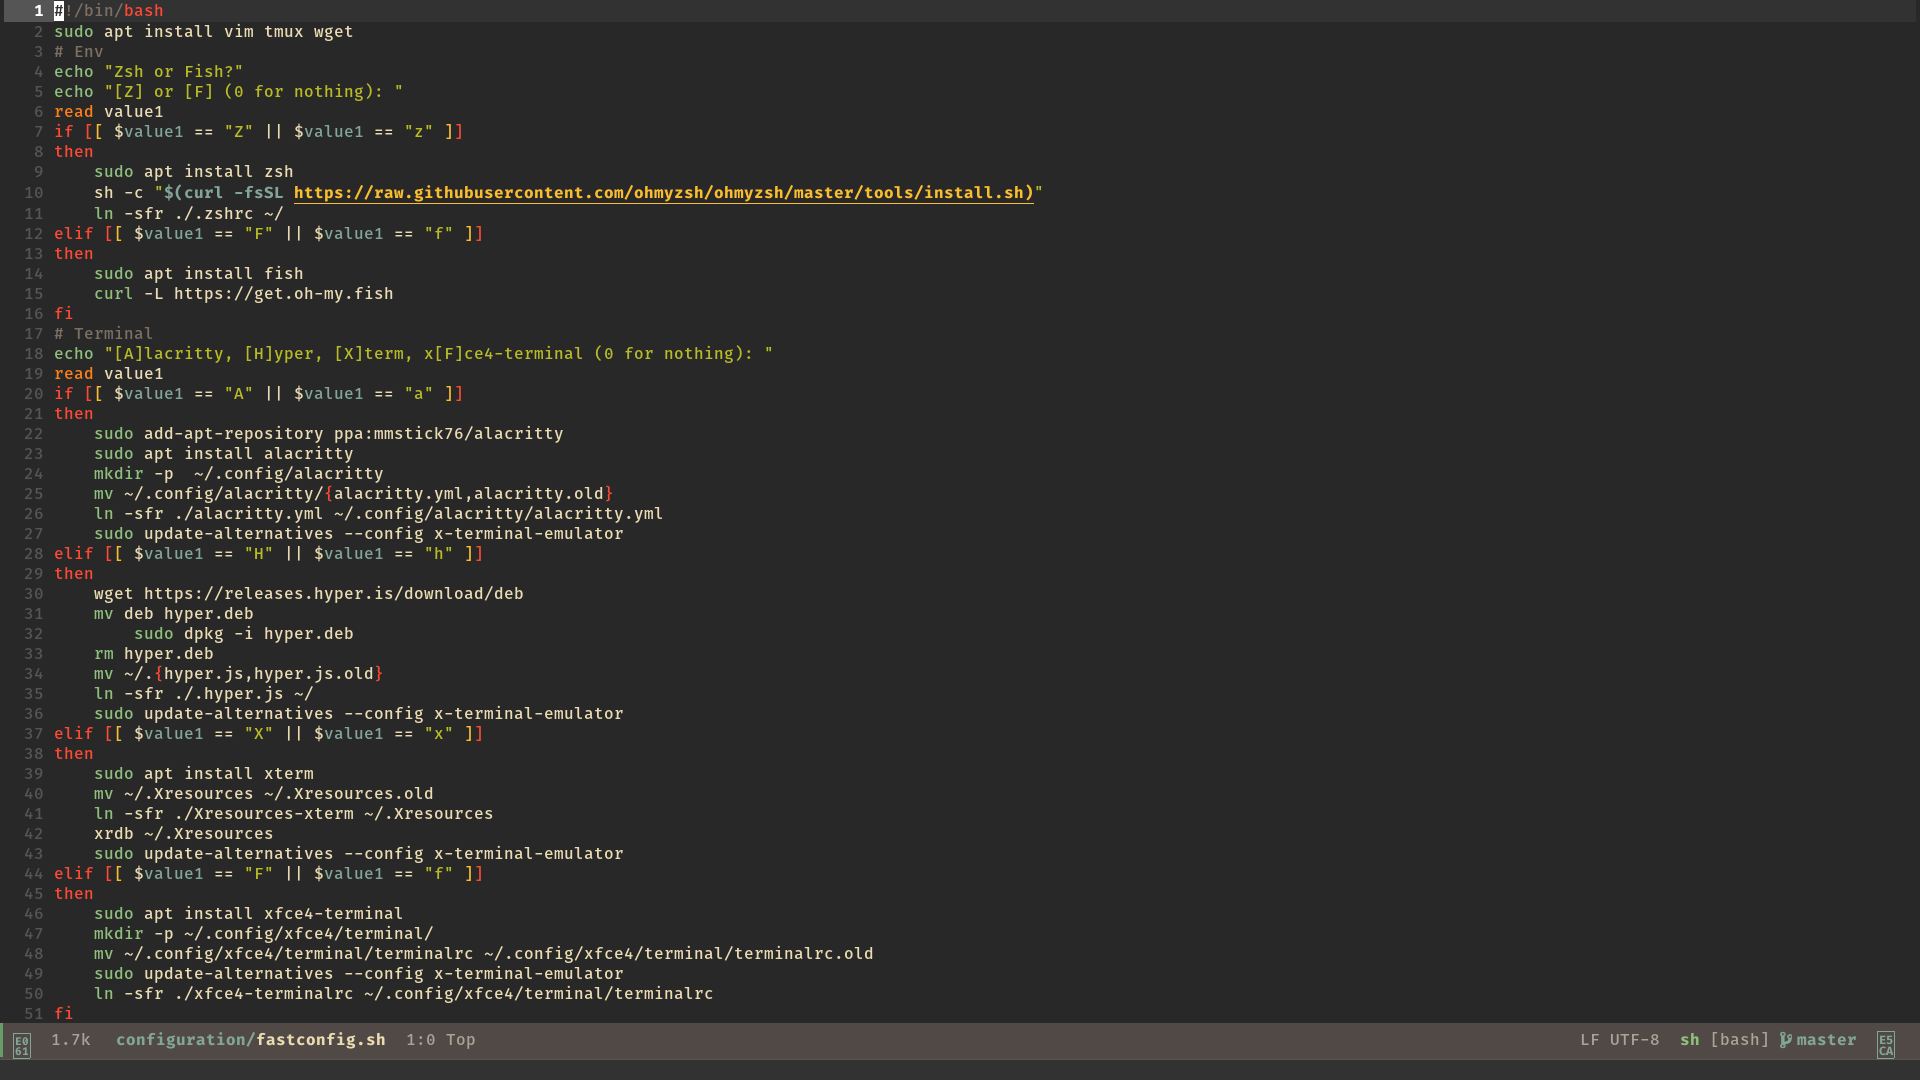 1 #!/bin/bash
2 sudo apt install vim tmux wget
3 # Env
4 echo "Zsh or Fish?"
5 echo "[Z] or [F] (0 for nothing): "
6 read value1
7 if [[ $value1 == "Z" || $value1 == "z" ]]
8 then
9     sudo apt install zsh
10     sh -c "$(curl -fsSL https://raw.githubusercontent.com/ohmyzsh/ohmyzsh/master/tools/install.sh)"
11     ln -sfr ./.zshrc ~/
12 elif [[ $value1 == "F" || $value1 == "f" ]]
13 then
14     sudo apt install fish
15     curl -L https://get.oh-my.fish
16 fi
17 # Terminal
18 echo "[A]lacritty, [H]yper, [X]term, x[F]ce4-terminal (0 for nothing): "
19 read value1
20 if [[ $value1 == "A" || $value1 == "a" ]]
21 then
22     sudo add-apt-repository ppa:mmstick76/alacritty
23     sudo apt install alacritty
24     mkdir -p  ~/.config/alacritty
25     mv ~/.config/alacritty/{alacritty.yml,alacritty.old}
26     ln -sfr ./alacritty.yml ~/.config/alacritty/alacritty.yml
27     sudo update-alternatives --config x-terminal-emulator
28 elif [[ $value1 == "H" || $value1 == "h" ]]
29 then
30     wget https://releases.hyper.is/download/deb
31     mv deb hyper.deb
32         sudo dpkg -i hyper.deb
33     rm hyper.deb
34     mv ~/.{hyper.js,hyper.js.old}
35     ln -sfr ./.hyper.js ~/
36     sudo update-alternatives --config x-terminal-emulator
37 elif [[ $value1 == "X" || $value1 == "x" ]]
38 then
39     sudo apt install xterm
40     mv ~/.Xresources ~/.Xresources.old
41     ln -sfr ./Xresources-xterm ~/.Xresources
42     xrdb ~/.Xresources
43     sudo update-alternatives --config x-terminal-emulator
44 elif [[ $value1 == "F" || $value1 == "f" ]]
45 then
46     sudo apt install xfce4-terminal
47     mkdir -p ~/.config/xfce4/terminal/
48     mv ~/.config/xfce4/terminal/terminalrc ~/.config/xfce4/terminal/terminalrc.old
49     sudo update-alternatives --config x-terminal-emulator
50     ln -sfr ./xfce4-terminalrc ~/.config/xfce4/terminal/terminalrc
51 fi
E061 1.7k configuration/fastconfig.sh 1:0 Top LF UTF-8 sh [bash] master E5CA